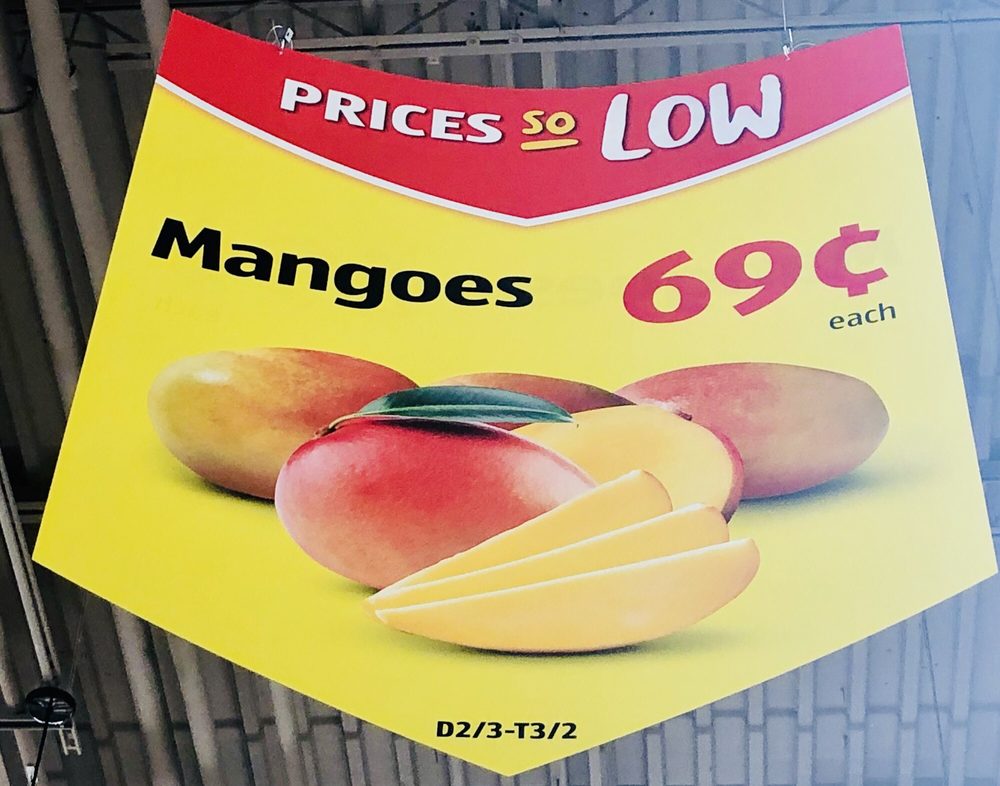 PRICES SO LOW
Mangoes 69¢
each
D2/3-T3/2